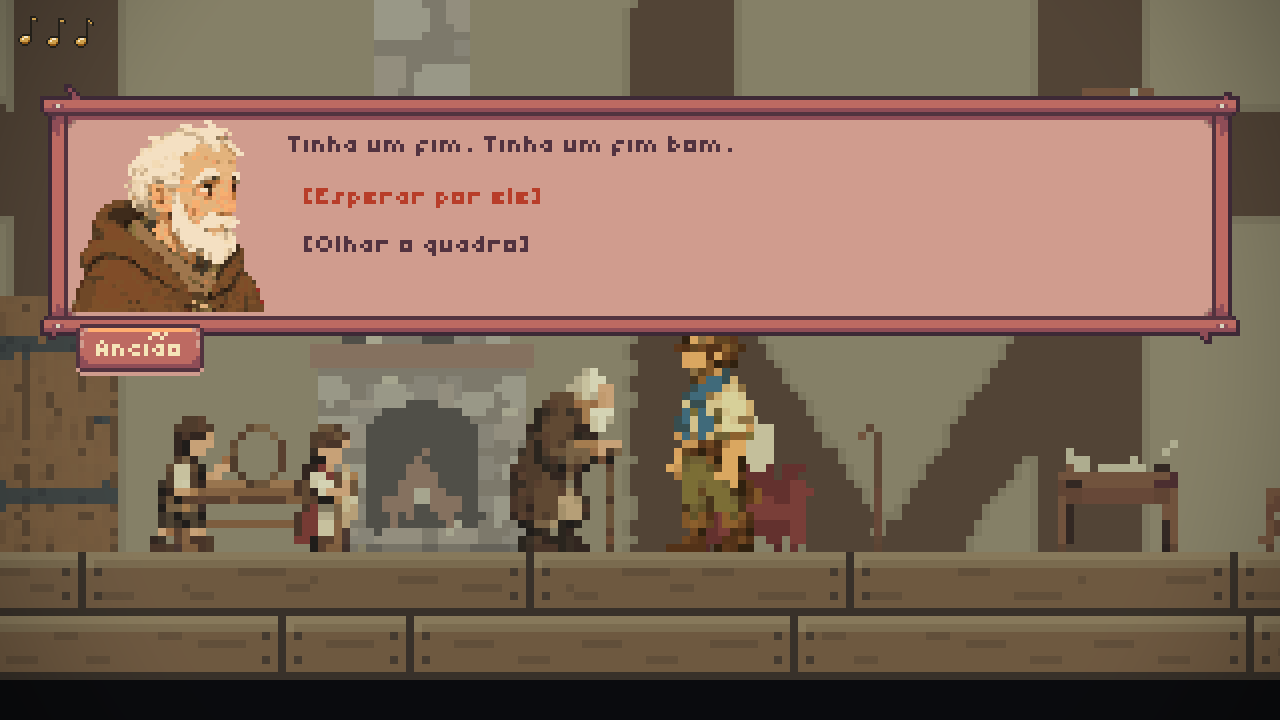 Tinha um fim. Tinha um fim bom.
[Esperar por ele]
[Olhar o quadro]
Ancião